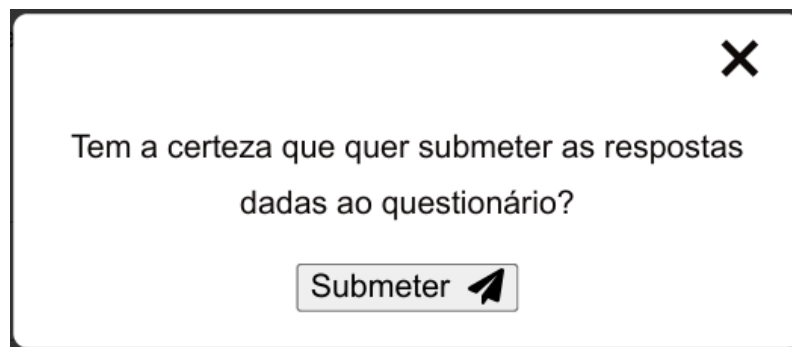 Tem a certeza que quer submeter as respostas
dadas ao questionário?
Submeter